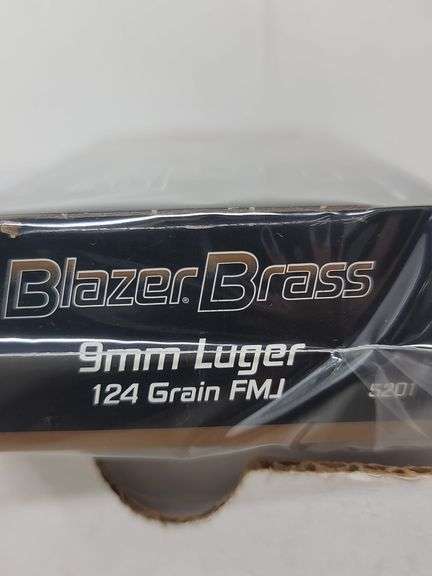 Blazer® Brass
9mm Luger
124 Grain FMJ
5201